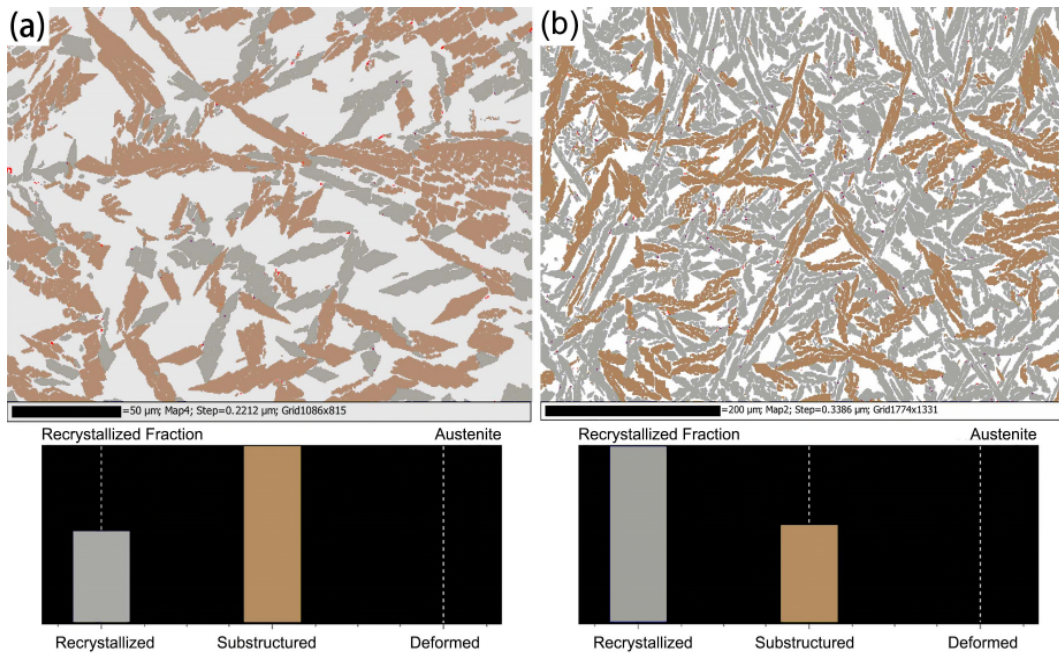 (a)
=50 µm; Map4; Step=0.2212 µm; Grid1086x815
Recrystallized Fraction Austenite
Recrystallized Substructured Deformed
(b)
=200 µm; Map2; Step=0.3386 µm; Grid1774x1331
Recrystallized Fraction Austenite
Recrystallized Substructured Deformed